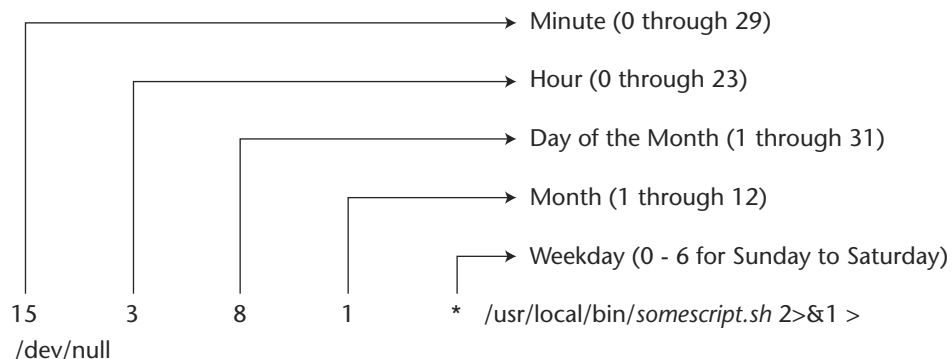 Minute (0 through 29)
Hour (0 through 23)
Day of the Month (1 through 31)
Month (1 through 12)
Weekday (0 - 6 for Sunday to Saturday)
15 3 8 1 * /usr/local/bin/somescript.sh 2>&1 >
/dev/null